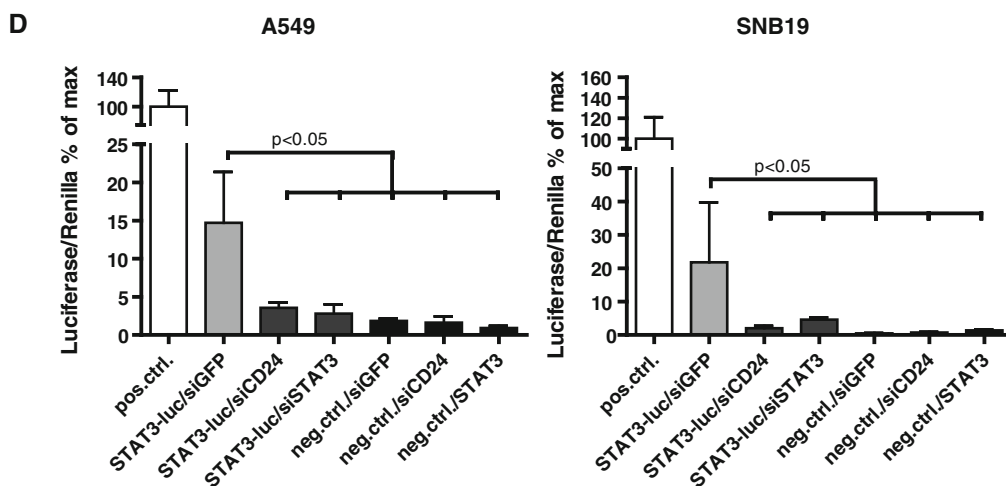 D
A549
Luciferase/Renilla % of max
140
120
100
80
25
20
15
10
5
0
p<0.05
pos.ctrl.
STAT3-luc/siGFP
STAT3-luc/siCD24
STAT3-luc/siSTAT3
neg.ctrl./siGFP
neg.ctrl./siCD24
neg.ctrl./STAT3
SNB19
Luciferase/Renilla % of max
160
140
120
100
50
40
30
20
10
0
p<0.05
pos.ctrl.
STAT3-luc/siGFP
STAT3-luc/siCD24
STAT3-luc/siSTAT3
neg.ctrl./siGFP
neg.ctrl./siCD24
neg.ctrl./STAT3